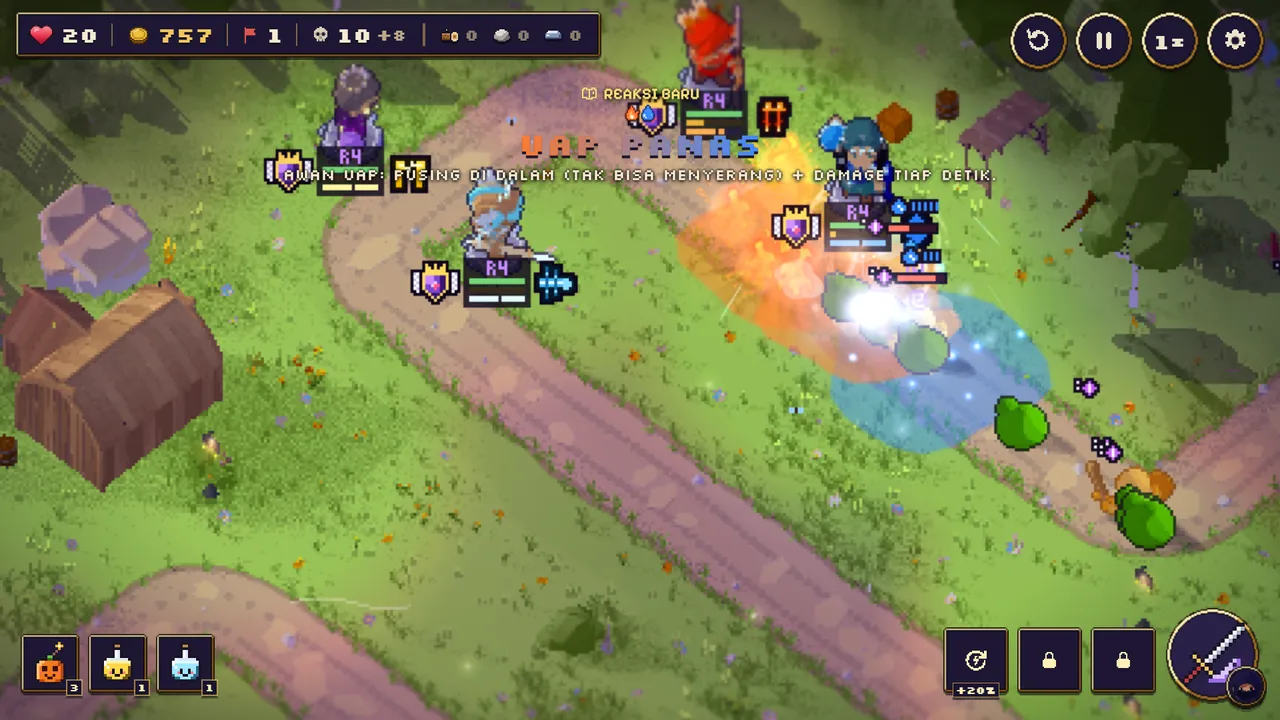 20 757 1 10 +8 0 0 0
1x
REAKSI BARU
R4
UAP PANAS
R4
AWAN UAP: PUSING DI DALAM (TAK BISA MENYERANG) + DAMAGE TIAP DETIK.
R4
R4
3 1 1
+20%